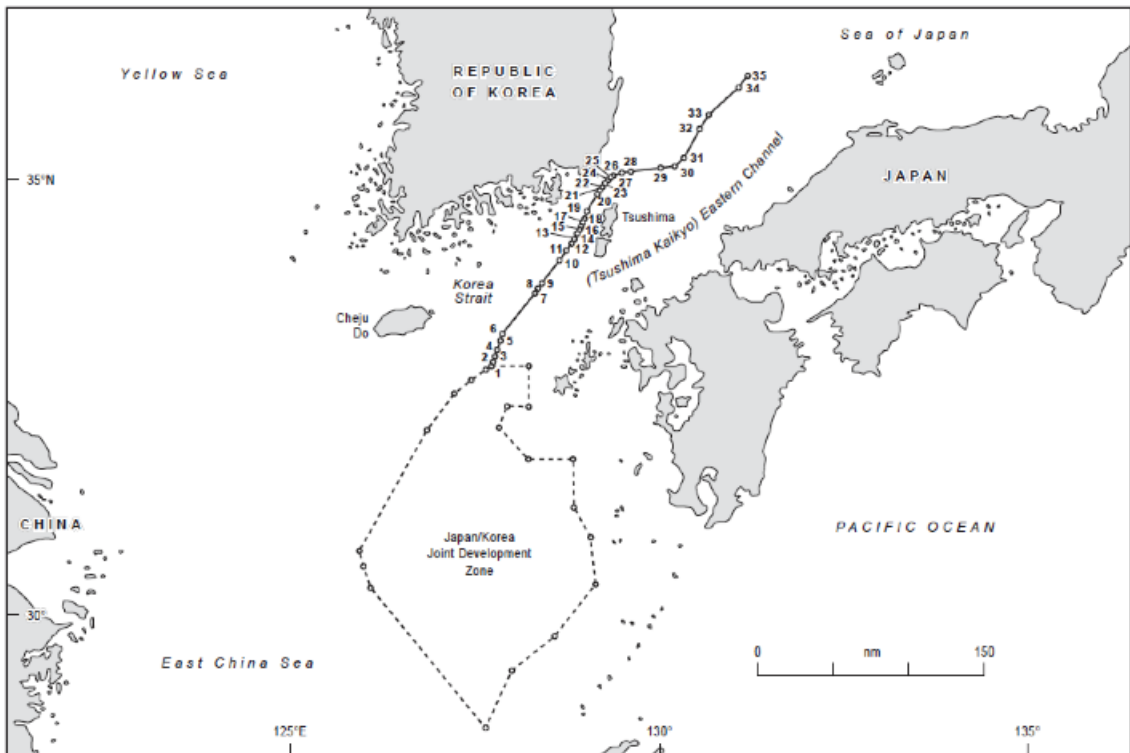 Sea of Japan
Yellow Sea
REPUBLIC
OF KOREA
35
34
33
32
31
30
29
28
26
25
24
27
22
23
21
20
19
18
17
16
15
14
13
12
11
10
9
8
7
6
5
4
3
2
1
35°N
JAPAN
Tsushima
(Tsushima Kaikyo) Eastern Channel
Korea
Strait
Cheju
Do
CHINA
Japan/Korea
Joint Development
Zone
PACIFIC OCEAN
30°
East China Sea
0 nm 150
125°E
130°
135°